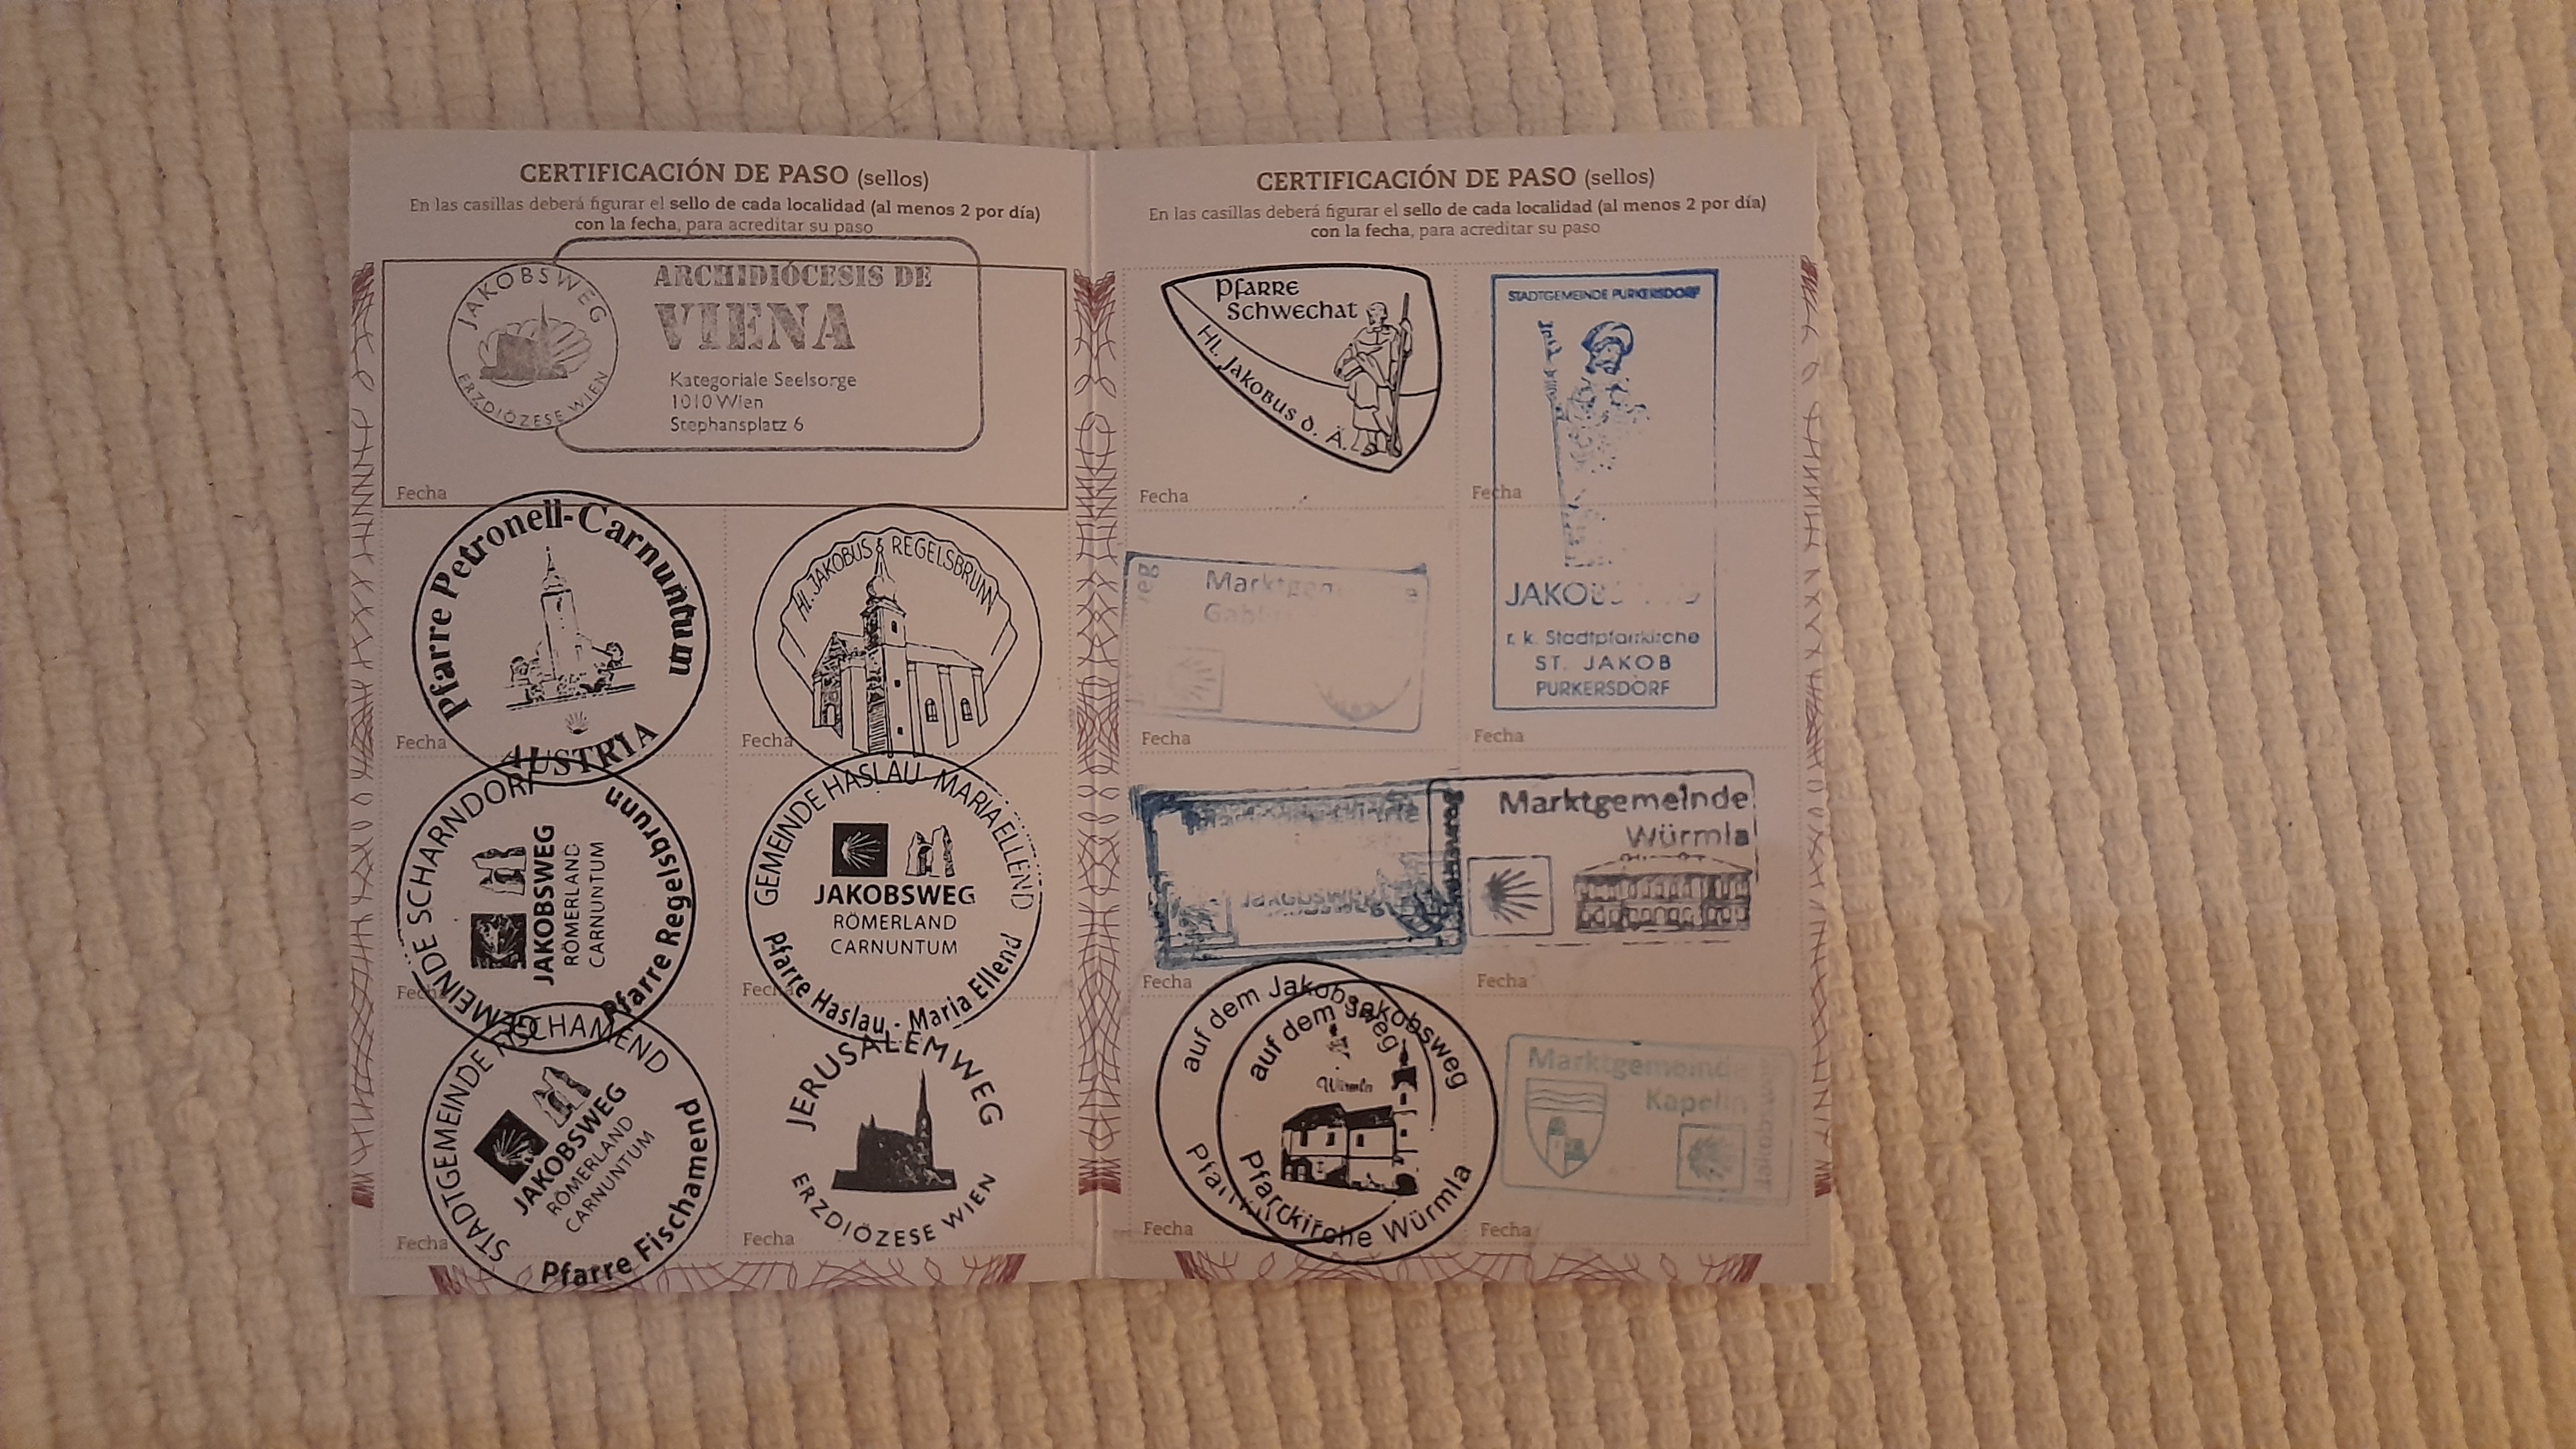 CERTIFICACIÓN DE PASO (sellos)
En las casillas deberá figurar el sello de cada localidad (al menos 2 por día)
con la fecha, para acreditar su paso
JAKOBSWEG
ERZDIÖZESE WIEN
ARCHIDIÓCESIS DE
VIENA
Kategoriale Seelsorge
1010 Wien
Stephansplatz 6
Fecha
Pfarre Petronell-Carnuntum
AUSTRIA
Fecha
HL. JAKOBUS REGELSBRUNN
Fecha
GEMEINDE SCHARNDORF
JAKOBSWEG
RÖMERLAND
CARNUNTUM
Pfarre Regelsbrunn
Fecha
GEMEINDE HASLAU - MARIA ELLEND
JAKOBSWEG
RÖMERLAND
CARNUNTUM
Pfarre Haslau - Maria Ellend
Fecha
STADTGEMEINDE FISCHAMEND
JAKOBSWEG
RÖMERLAND
CARNUNTUM
Pfarre Fischamend
Fecha
JERUSALEMWEG
ERZDIÖZESE WIEN
Fecha
CERTIFICACIÓN DE PASO (sellos)
En las casillas deberá figurar el sello de cada localidad (al menos 2 por día)
con la fecha, para acreditar su paso
Pfarre
Schwechat
Hl. Jakobus d. Ä.
Fecha
STADTGEMEINDE PURKERSDORF
r. k. Stadtpfarrkirche
ST. JAKOB
PURKERSDORF
Fecha
Fecha
Fecha
Jakobsweg
Fecha
Marktgemeinde
Würmla
Fecha
auf dem Jakobsweg
auf dem Jakobsweg
Würmla
Pfarrkirche Würmla
Fecha
Marktgemeinde
Kapelln
Fecha